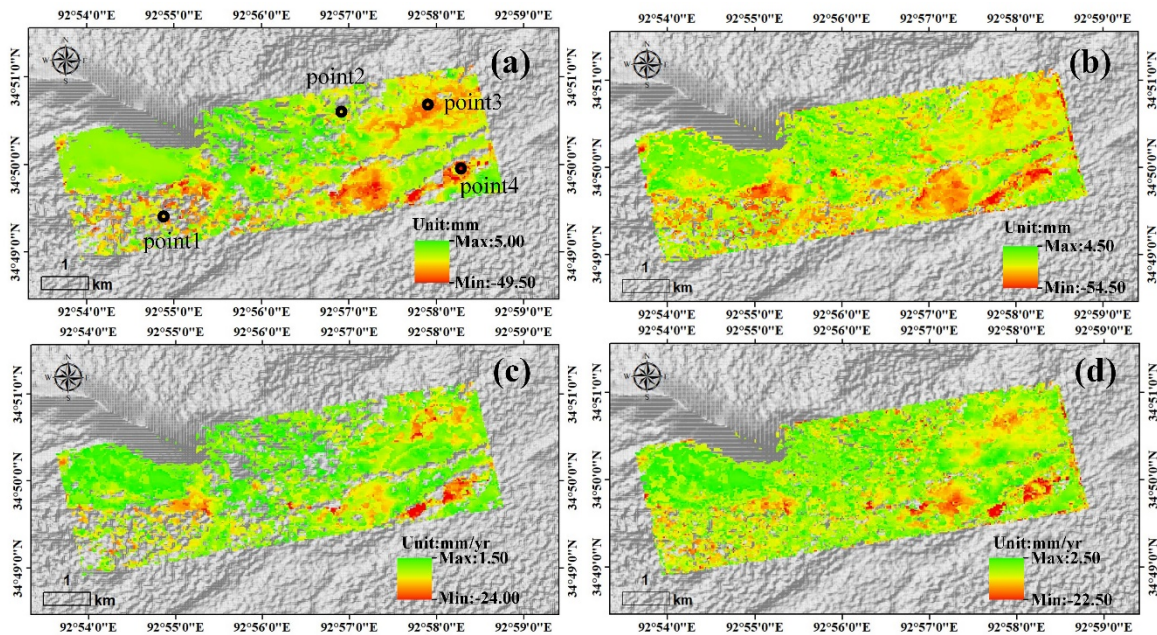 92°54'0"E 92°55'0"E 92°56'0"E 92°57'0"E 92°58'0"E 92°59'0"E
34°51'0"N 34°50'0"N 34°49'0"N
N
W
S
(a)
point2
point3
point4
point1
Unit:mm
Max:5.00
Min:-49.50
1
km
92°54'0"E 92°55'0"E 92°56'0"E 92°57'0"E 92°58'0"E 92°59'0"E
34°51'0"N 34°50'0"N 34°49'0"N
N
W
S
(b)
Unit:mm
Max:4.50
Min:-54.50
1
km
92°54'0"E 92°55'0"E 92°56'0"E 92°57'0"E 92°58'0"E 92°59'0"E
34°51'0"N 34°50'0"N 34°49'0"N
N
W
S
(c)
Unit:mm/yr
Max:1.50
Min:-24.00
1
km
92°54'0"E 92°55'0"E 92°56'0"E 92°57'0"E 92°58'0"E 92°59'0"E
92°54'0"E 92°55'0"E 92°56'0"E 92°57'0"E 92°58'0"E 92°59'0"E
34°51'0"N 34°50'0"N 34°49'0"N
N
W
S
(d)
Unit:mm/yr
Max:2.50
Min:-22.50
1
km
92°54'0"E 92°55'0"E 92°56'0"E 92°57'0"E 92°58'0"E 92°59'0"E